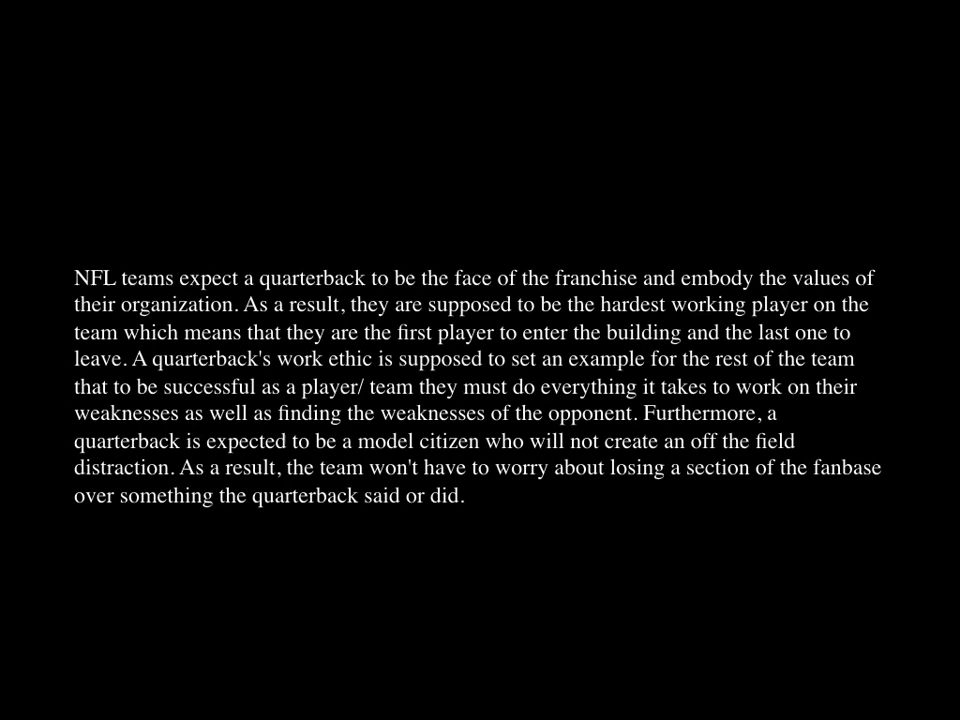 NFL teams expect a quarterback to be the face of the franchise and embody the values of
their organization. As a result, they are supposed to be the hardest working player on the
team which means that they are the first player to enter the building and the last one to
leave. A quarterback's work ethic is supposed to set an example for the rest of the team
that to be successful as a player/ team they must do everything it takes to work on their
weaknesses as well as finding the weaknesses of the opponent. Furthermore, a
quarterback is expected to be a model citizen who will not create an off the field
distraction. As a result, the team won't have to worry about losing a section of the fanbase
over something the quarterback said or did.